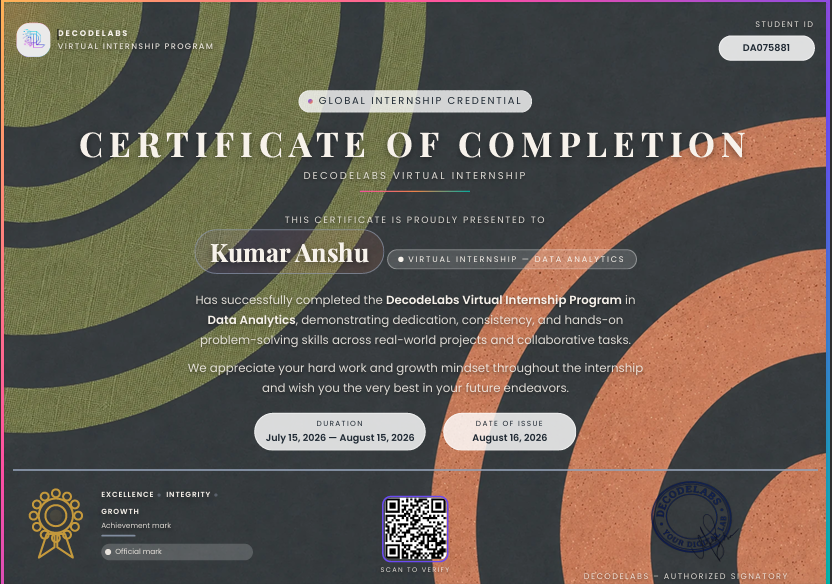 DECODELABS
VIRTUAL INTERNSHIP PROGRAM
STUDENT ID
DA075881
GLOBAL INTERNSHIP CREDENTIAL
CERTIFICATE OF COMPLETION
DECODELABS VIRTUAL INTERNSHIP
THIS CERTIFICATE IS PROUDLY PRESENTED TO
Kumar Anshu
VIRTUAL INTERNSHIP — DATA ANALYTICS
Has successfully completed the DecodeLabs Virtual Internship Program in
Data Analytics, demonstrating dedication, consistency, and hands-on
problem-solving skills across real-world projects and collaborative tasks.
We appreciate your hard work and growth mindset throughout the internship
and wish you the very best in your future endeavors.
DURATION
July 15, 2026 — August 15, 2026
DATE OF ISSUE
August 16, 2026
EXCELLENCE • INTEGRITY •
GROWTH
Achievement mark
Official mark
SCAN TO VERIFY
DECODELABS
YOUR DIGITAL LAB
DECODELABS – AUTHORIZED SIGNATORY